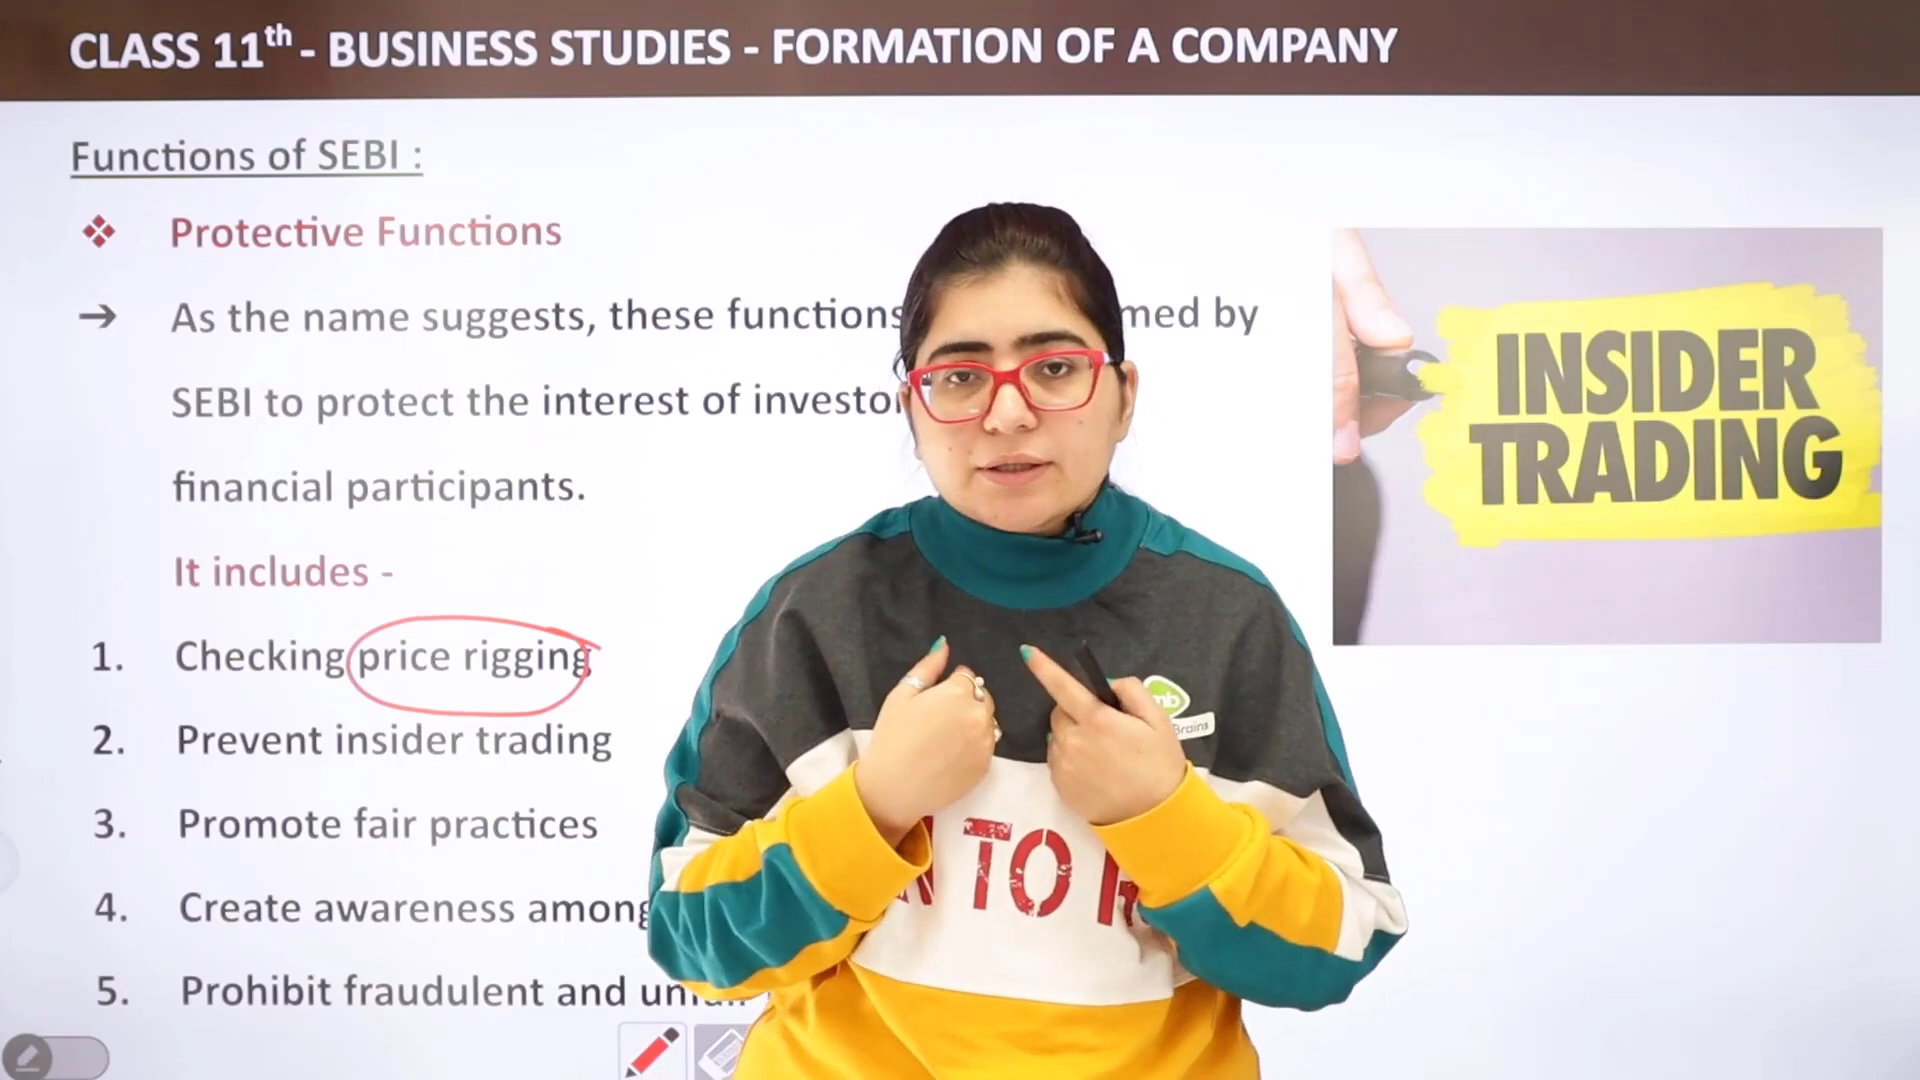 CLASS 11th - BUSINESS STUDIES - FORMATION OF A COMPANY
Functions of SEBI :
Protective Functions
As the name suggests, these functions med by
SEBI to protect the interest of
financial participants.
It includes -
1. Checking price rigging
2. Prevent insider trading
3. Promote fair practices
4. Create awareness among
5. Prohibit fraudulent and
INSIDER
TRADING
mb
Brains
TO